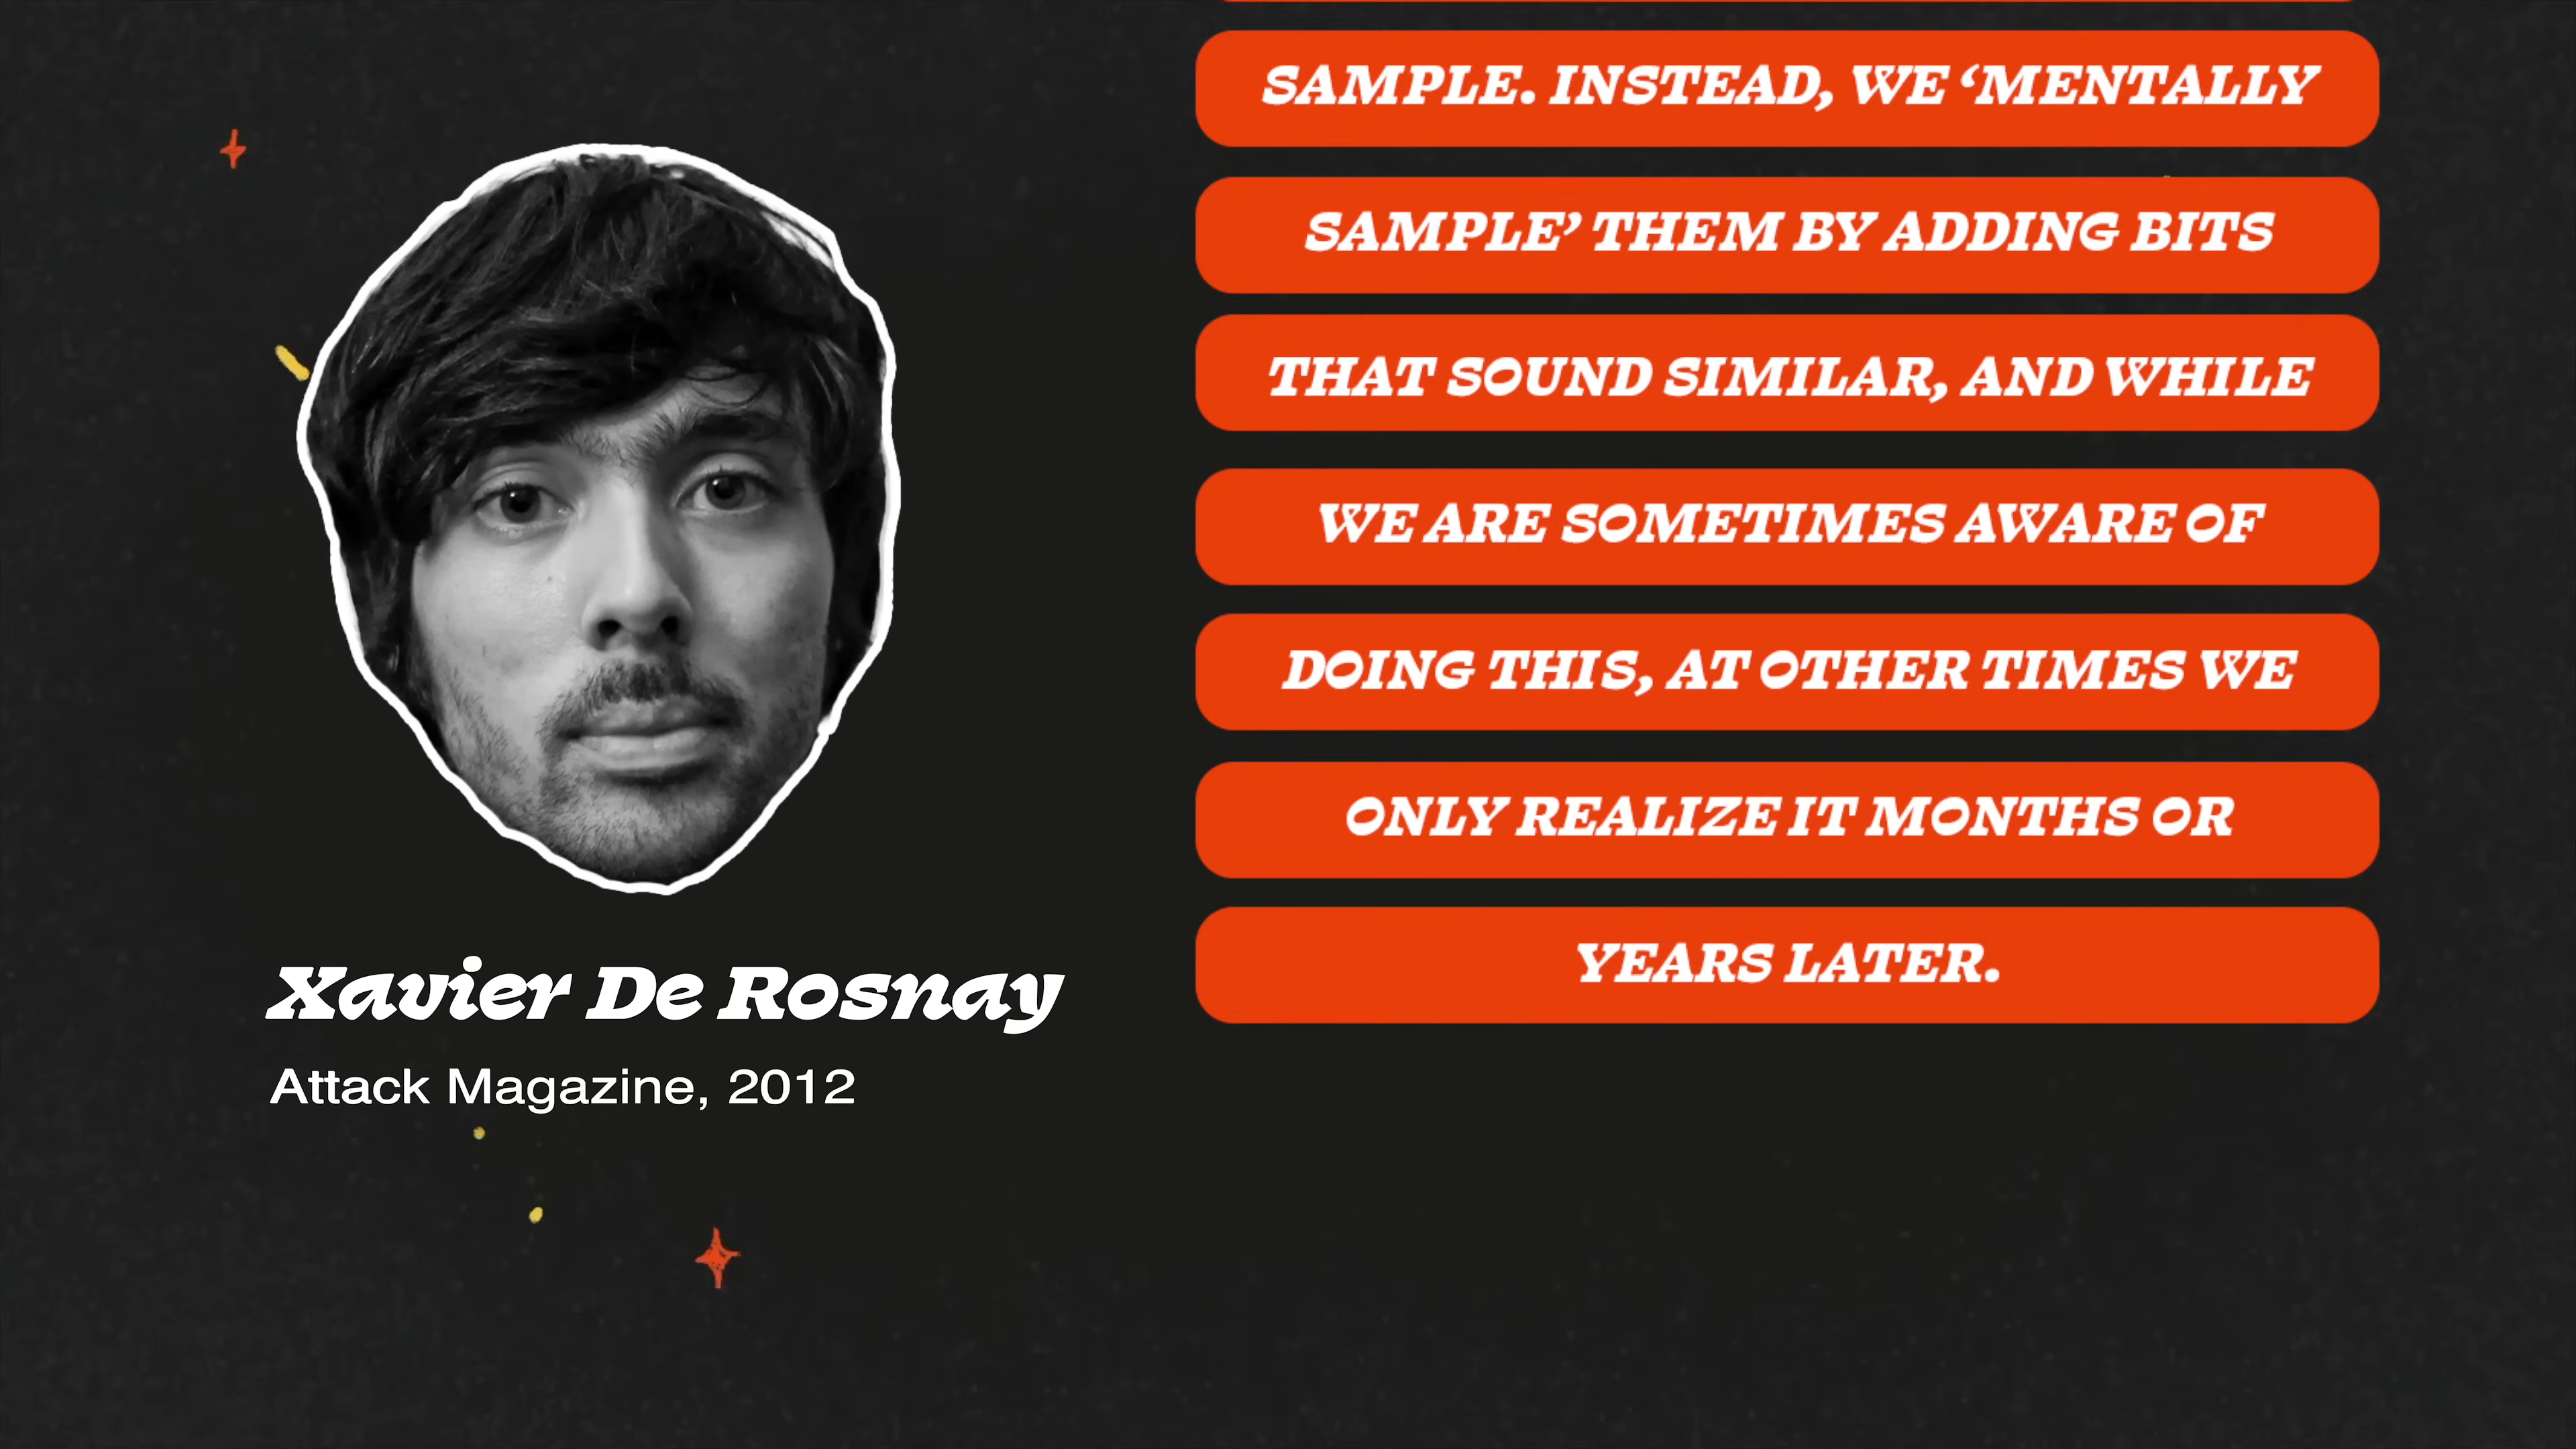 SAMPLE. INSTEAD, WE ‘MENTALLY
SAMPLE’ THEM BY ADDING BITS
THAT SOUND SIMILAR, AND WHILE
WE ARE SOMETIMES AWARE OF
DOING THIS, AT OTHER TIMES WE
ONLY REALIZE IT MONTHS OR
YEARS LATER.
Xavier De Rosnay
Attack Magazine, 2012